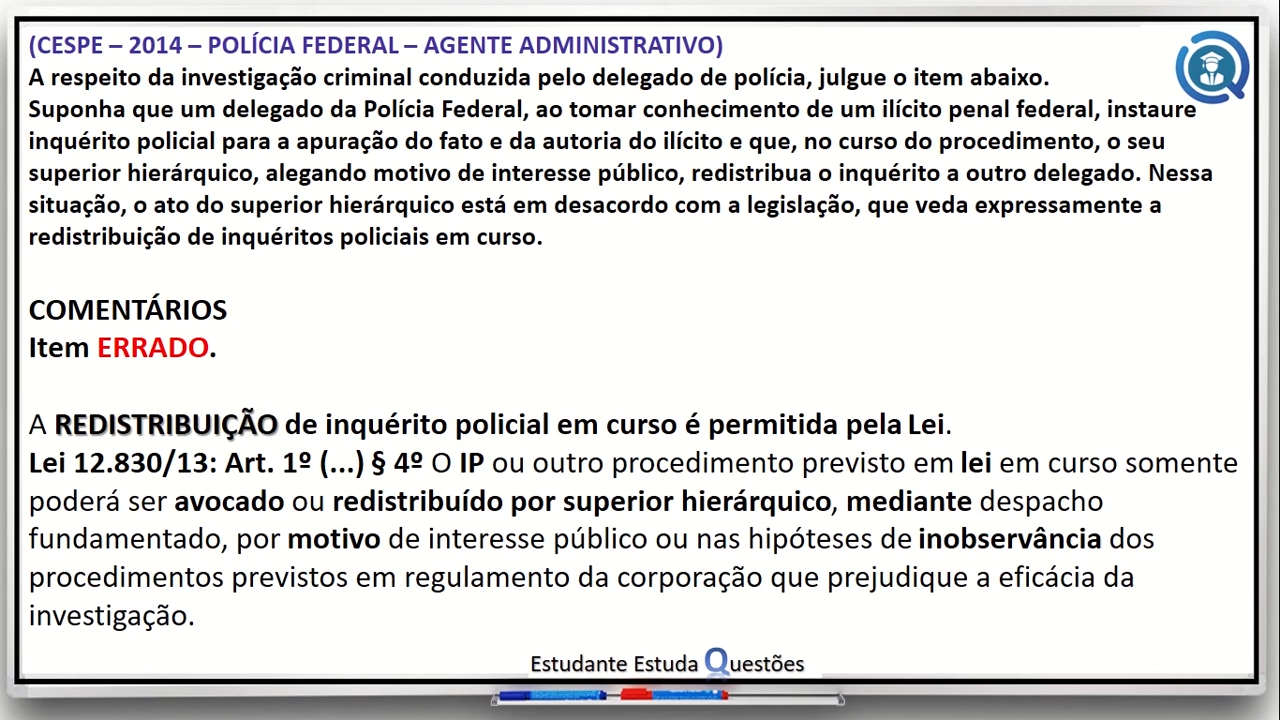 (CESPE – 2014 – POLÍCIA FEDERAL – AGENTE ADMINISTRATIVO)
A respeito da investigação criminal conduzida pelo delegado de polícia, julgue o item abaixo.
Suponha que um delegado da Polícia Federal, ao tomar conhecimento de um ilícito penal federal, instaure
inquérito policial para a apuração do fato e da autoria do ilícito e que, no curso do procedimento, o seu
superior hierárquico, alegando motivo de interesse público, redistribua o inquérito a outro delegado. Nessa
situação, o ato do superior hierárquico está em desacordo com a legislação, que veda expressamente a
redistribuição de inquéritos policiais em curso.
COMENTÁRIOS
Item ERRADO.
A REDISTRIBUIÇÃO de inquérito policial em curso é permitida pela Lei.
Lei 12.830/13: Art. 1º (...) § 4º O IP ou outro procedimento previsto em lei em curso somente
poderá ser avocado ou redistribuído por superior hierárquico, mediante despacho
fundamentado, por motivo de interesse público ou nas hipóteses de inobservância dos
procedimentos previstos em regulamento da corporação que prejudique a eficácia da
investigação.
Estudante Estuda Questões